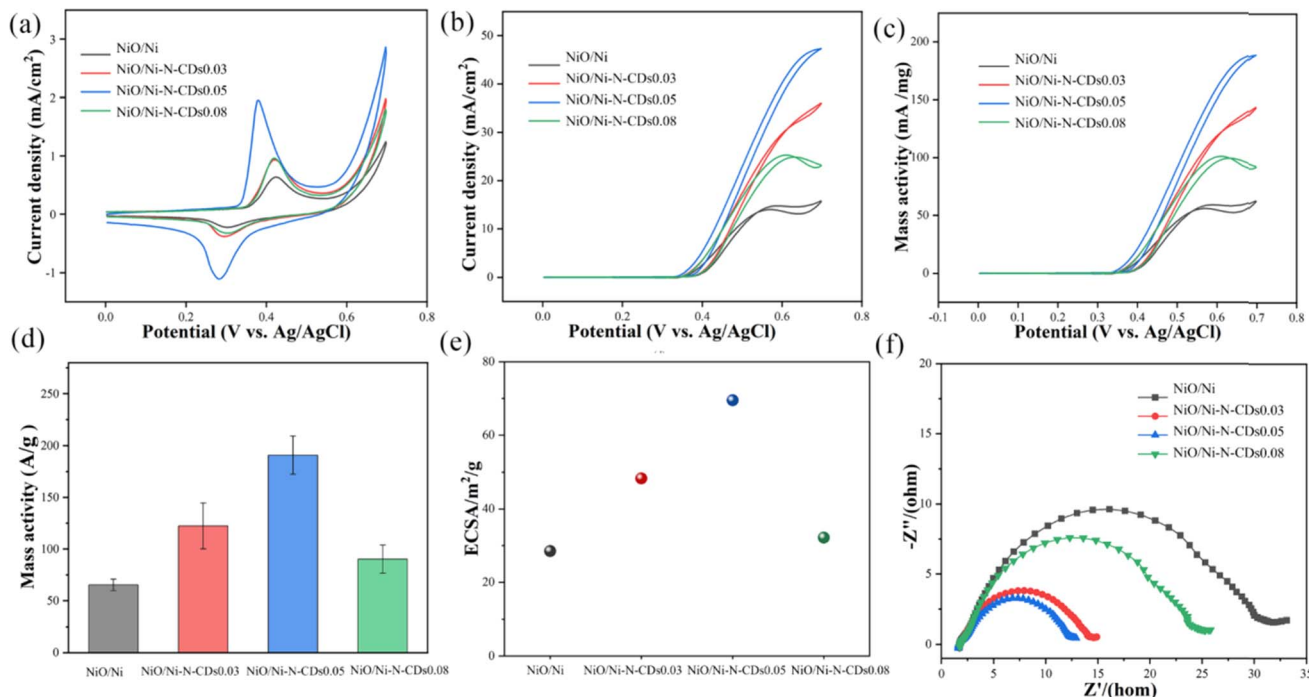 (a)
3
2
1
0
-1
Current density (mA/cm²)
NiO/Ni
NiO/Ni-N-CDs0.03
NiO/Ni-N-CDs0.05
NiO/Ni-N-CDs0.08
0.0 0.2 0.4 0.6 0.8
Potential (V vs. Ag/AgCl)
(b)
50
40
30
20
10
0
Current density (mA/cm²)
NiO/Ni
NiO/Ni-N-CDs0.03
NiO/Ni-N-CDs0.05
NiO/Ni-N-CDs0.08
0.0 0.2 0.4 0.6 0.8
Potential (V vs. Ag/AgCl)
(c)
200
150
100
50
0
Mass activity (mA /mg)
NiO/Ni
NiO/Ni-N-CDs0.03
NiO/Ni-N-CDs0.05
NiO/Ni-N-CDs0.08
-0.1 0.0 0.1 0.2 0.3 0.4 0.5 0.6 0.7 0.8
Potential (V vs. Ag/AgCl)
(d)
250
200
150
100
50
0
Mass activity (A/g )
NiO/Ni NiO/Ni-N-CDs0.03 NiO/Ni-N-CDs0.05 NiO/Ni-N-CDs0.08
(e)
80
60
40
20
0
ECSA/m²/g
NiO/Ni NiO/Ni-N-CDs0.03 NiO/Ni-N-CDs0.05 NiO/Ni-N-CDs0.08
(f)
20
15
10
5
0
-Z''/(ohm)
NiO/Ni
NiO/Ni-N-CDs0.03
NiO/Ni-N-CDs0.05
NiO/Ni-N-CDs0.08
0 5 10 15 20 25 30
Z'/(hom)